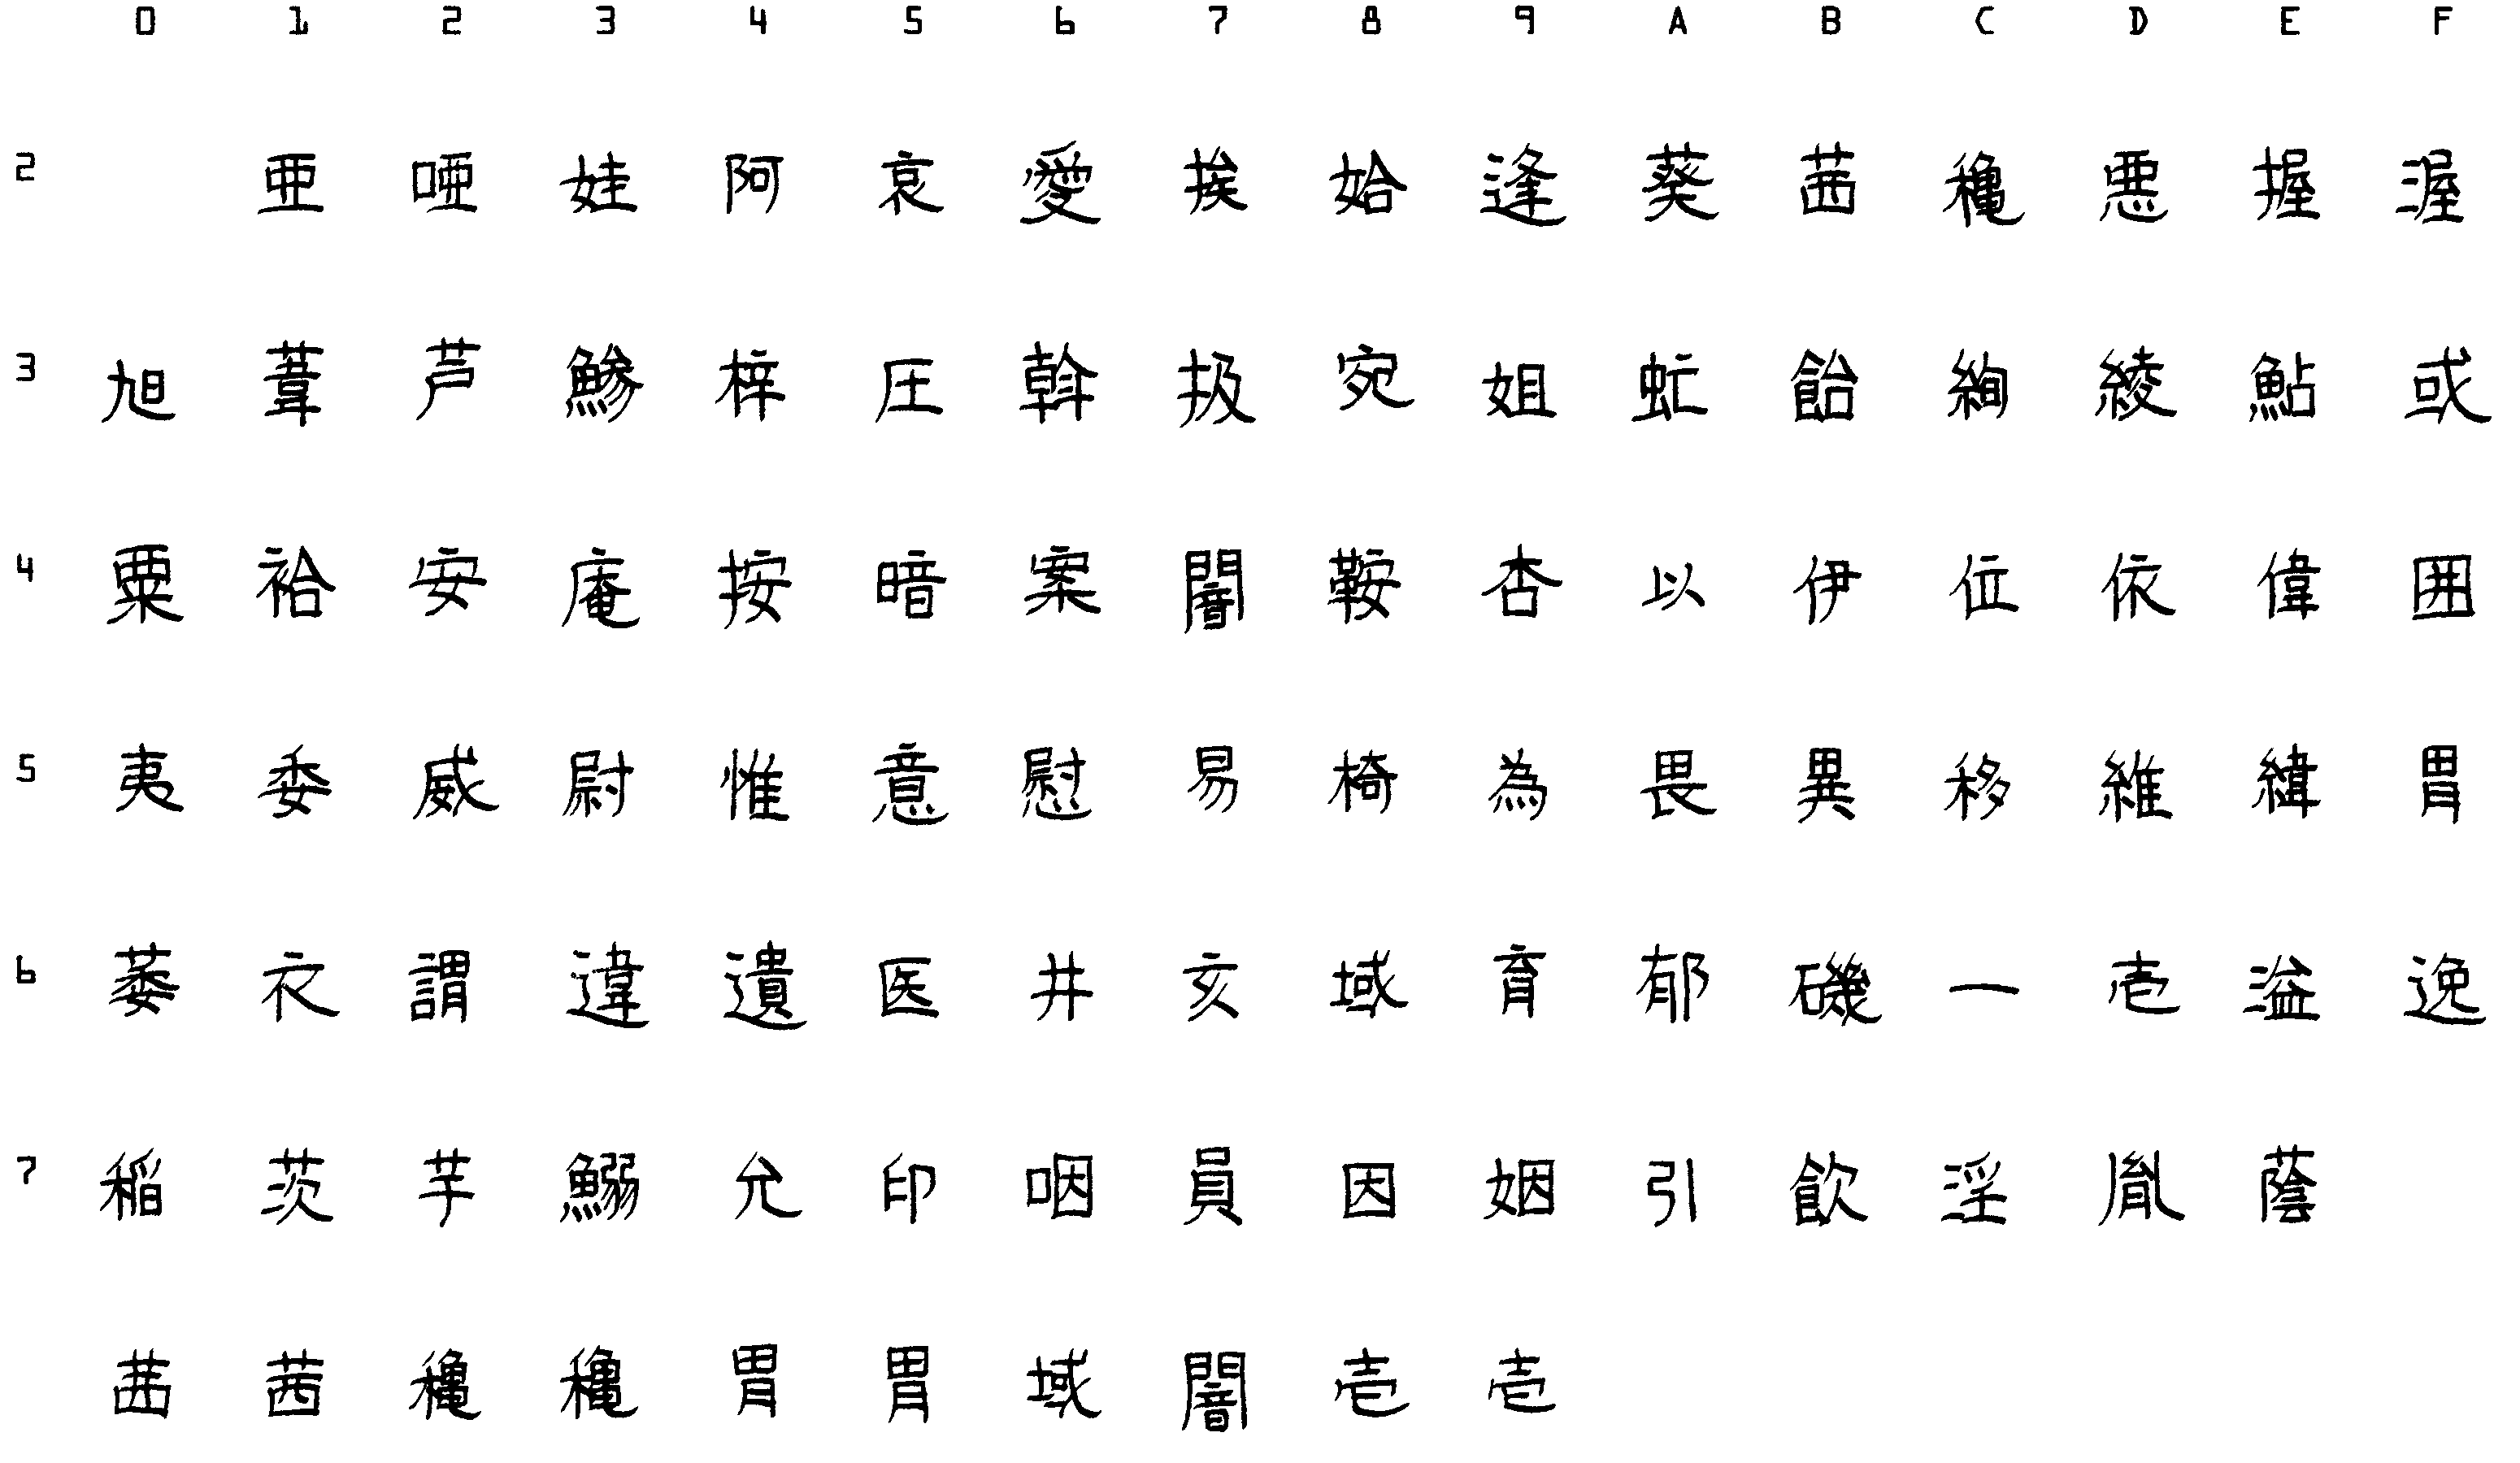 0 1 2 3 4 5 6 7 8 9 A B C D E F
2 亜 唖 娃 阿 哀 愛 挨 姶 逢 葵 茜 穐 悪 握 渥
3 旭 葦 芦 鯵 梓 圧 斡 扱 宛 姐 虻 飴 絢 綾 鮎 或
4 粟 袷 安 庵 按 暗 案 闇 鞍 杏 以 伊 位 依 偉 囲
5 夷 委 威 尉 惟 意 慰 易 椅 為 畏 異 移 維 緯 胃
6 萎 衣 謂 違 遺 医 井 亥 域 育 郁 磯 一 壱 溢 逸
7 稲 茨 芋 鰯 允 印 咽 員 因 姻 引 飲 淫 胤 蔭
茜 茜 穐 穐 胃 胃 域 闇 壱 壱